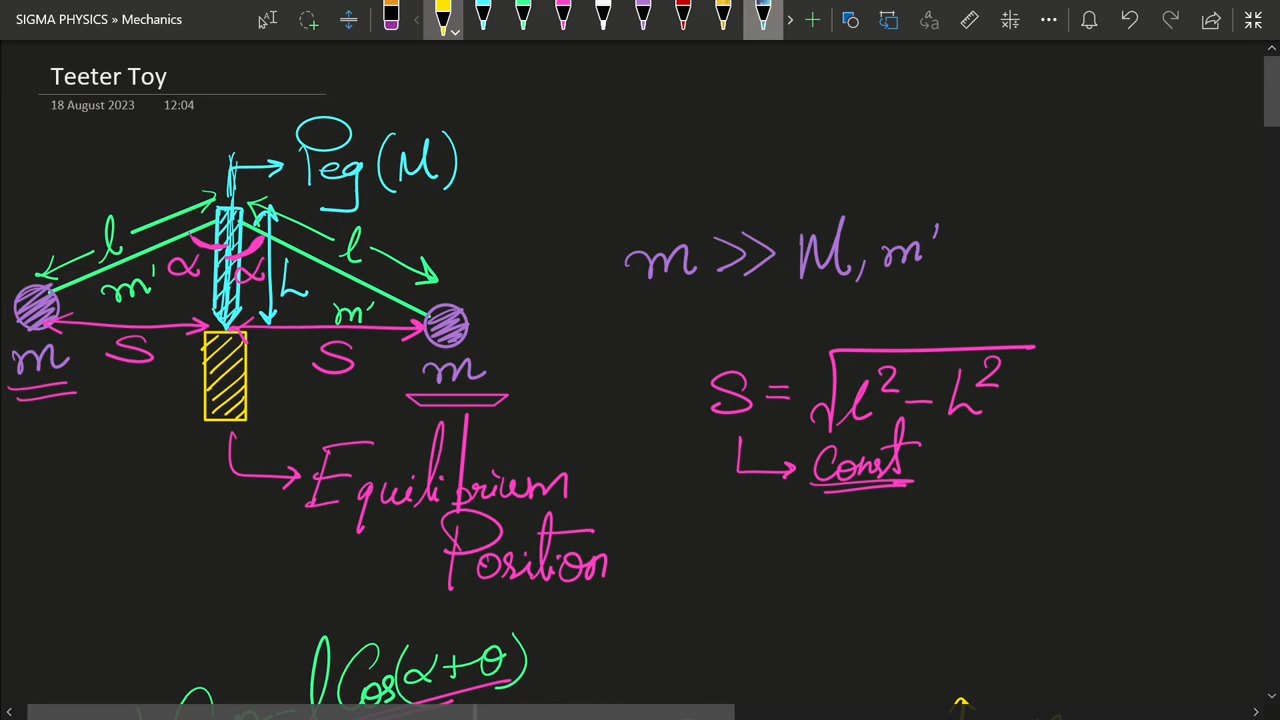 SIGMA PHYSICS » Mechanics
Teeter Toy
18 August 2023 12:04
Peg (M)
l
l
α
α
L
m'
m'
S
S
m
m
m >> M, m'
S = √l² - L²
Const
Equilibrium
Position
l Cos(α+θ)